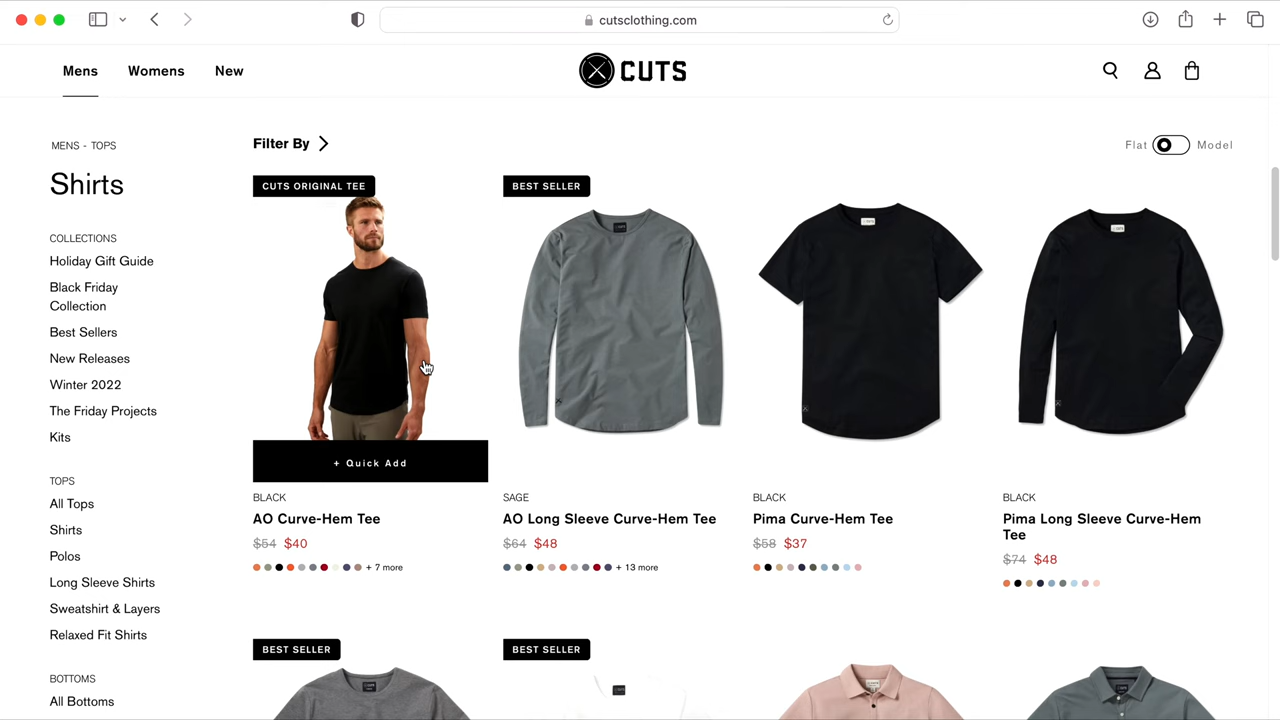 cutsclothing.com
Mens
Womens
New
CUTS
MENS - TOPS
Shirts
COLLECTIONS
Holiday Gift Guide
Black Friday
Collection
Best Sellers
New Releases
Winter 2022
The Friday Projects
Kits
TOPS
All Tops
Shirts
Polos
Long Sleeve Shirts
Sweatshirt & Layers
Relaxed Fit Shirts
BOTTOMS
All Bottoms
Filter By
Flat
Model
CUTS ORIGINAL TEE
+ Quick Add
BLACK
AO Curve-Hem Tee
$54 $40
+ 7 more
BEST SELLER
SAGE
AO Long Sleeve Curve-Hem Tee
$64 $48
+ 13 more
BLACK
Pima Curve-Hem Tee
$58 $37
BLACK
Pima Long Sleeve Curve-Hem
Tee
$74 $48
BEST SELLER
BEST SELLER